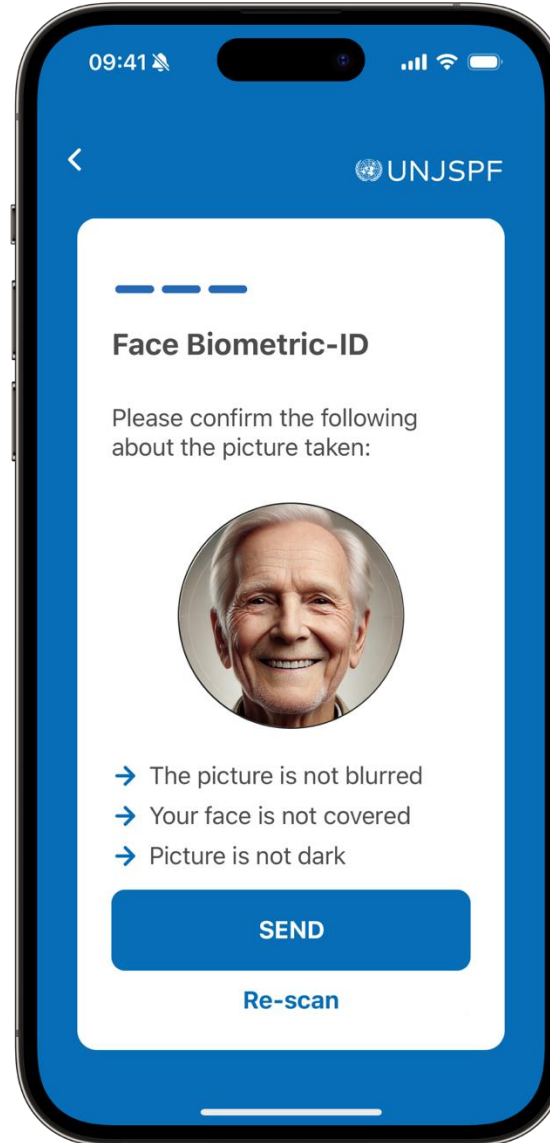 09:41
UNJSPF
Face Biometric-ID
Please confirm the following
about the picture taken:
→ The picture is not blurred
→ Your face is not covered
→ Picture is not dark
SEND
Re-scan